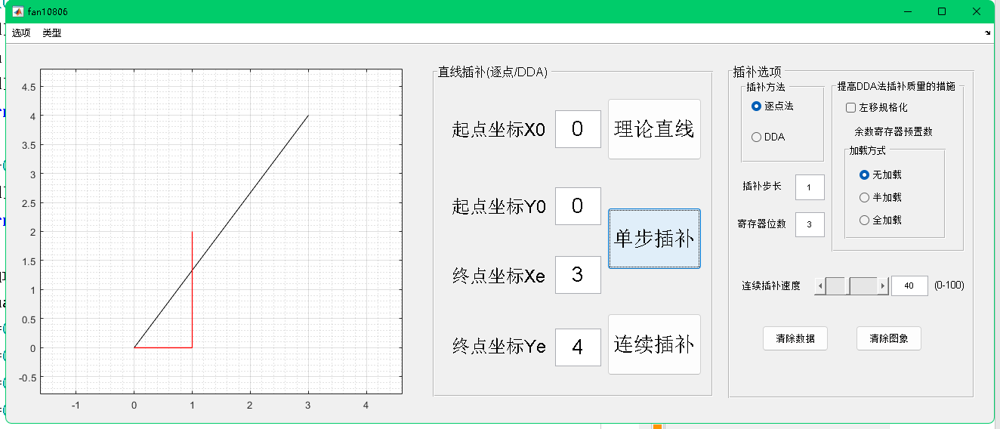 fan10806
选项 类型
4.5
4
3.5
3
2.5
2
1.5
1
0.5
0
-0.5
-1 0 1 2 3 4
直线插补(逐点/DDA)
起点坐标X0 0 理论直线
起点坐标Y0 0
单步插补
终点坐标Xe 3
终点坐标Ye 4 连续插补
插补选项
插补方法
逐点法
DDA
提高DDA法插补质量的措施
左移规格化
余数寄存器预置数
加载方式
无加载
半加载
全加载
插补步长 1
寄存器位数 3
连续插补速度 40 (0-100)
清除数据 清除图象